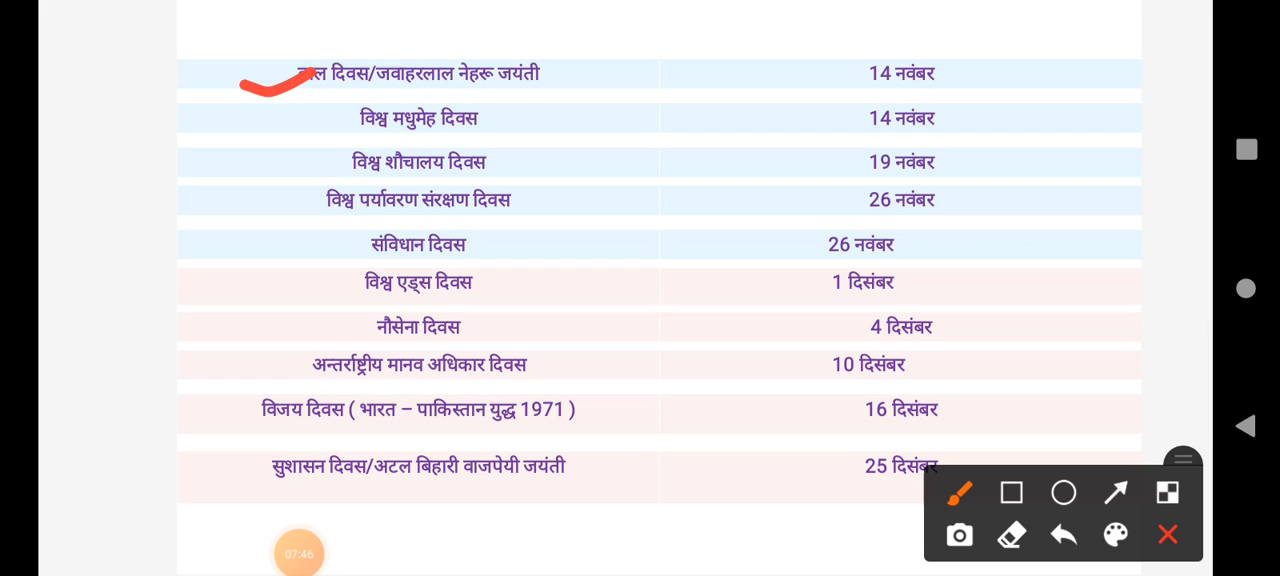 बाल दिवस/जवाहरलाल नेहरू जयंती 14 नवंबर
विश्व मधुमेह दिवस 14 नवंबर
विश्व शौचालय दिवस 19 नवंबर
विश्व पर्यावरण संरक्षण दिवस 26 नवंबर
संविधान दिवस 26 नवंबर
विश्व एड्स दिवस 1 दिसंबर
नौसेना दिवस 4 दिसंबर
अन्तर्राष्ट्रीय मानव अधिकार दिवस 10 दिसंबर
विजय दिवस ( भारत – पाकिस्तान युद्ध 1971 ) 16 दिसंबर
सुशासन दिवस/अटल बिहारी वाजपेयी जयंती 25 दिसंबर
07:46